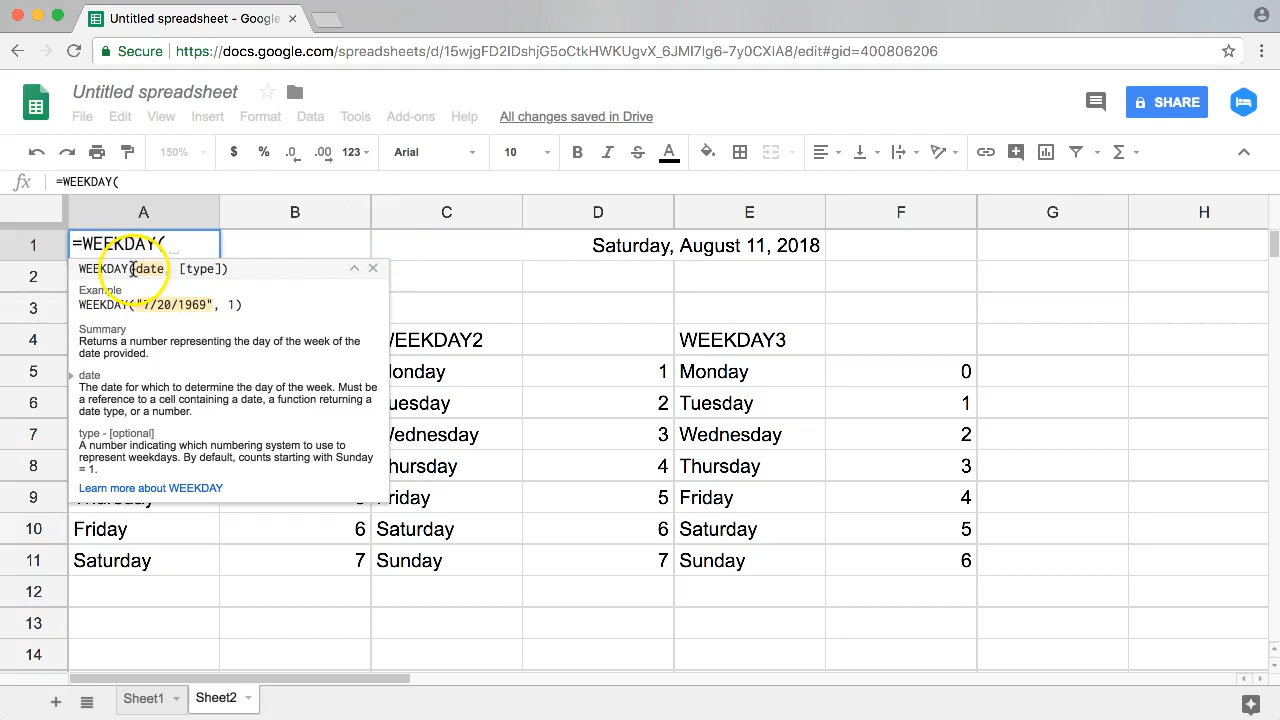 Untitled spreadsheet - Google
Secure https://docs.google.com/spreadsheets/d/15wjgFD2IDshjG5oCtkHWKUgvX_6JMI7lg6-7y0CXIA8/edit#gid=400806206
Untitled spreadsheet
SHARE
File Edit View Insert Format Data Tools Add-ons Help All changes saved in Drive
150% $ % .0 .00 123 Arial 10 B I S A Σ
fx =WEEKDAY(
A B C D E F G H
1 =WEEKDAY( Saturday, August 11, 2018
WEEKDAY(date, [type])
Example
WEEKDAY("7/20/1969", 1)
Summary
Returns a number representing the day of the week of the
date provided.
date
The date for which to determine the day of the week. Must be
a reference to a cell containing a date, a function returning a
date type, or a number.
type - [optional]
A number indicating which numbering system to use to
represent weekdays. By default, counts starting with Sunday
= 1.
Learn more about WEEKDAY
2
3
4 WEEKDAY2 WEEKDAY3
5 Monday 1 Monday 0
6 Tuesday 2 Tuesday 1
7 Wednesday 3 Wednesday 2
8 Thursday 4 Thursday 3
9 Thursday Friday 5 Friday 4
10 Friday 6 Saturday 6 Saturday 5
11 Saturday 7 Sunday 7 Sunday 6
12
13
14
Sheet1 Sheet2